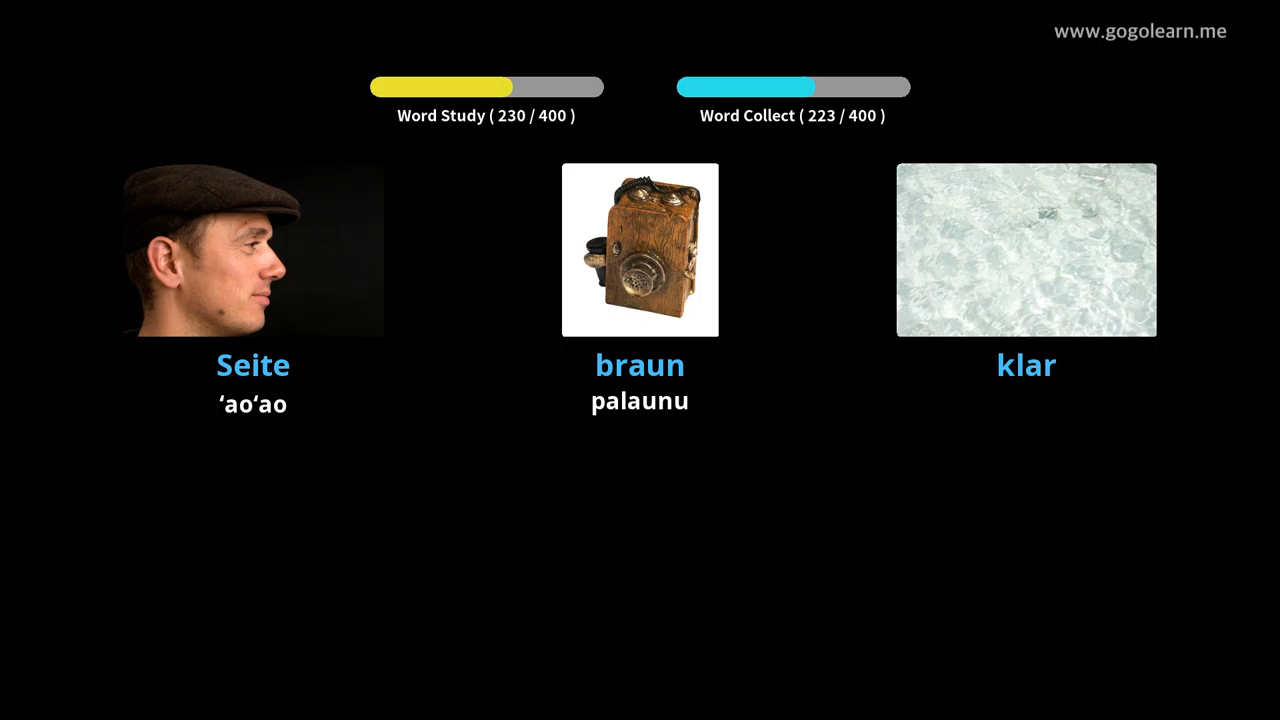 www.gogolearn.me
Word Study ( 230 / 400 )
Word Collect ( 223 / 400 )
Seite
braun
klar
ʻaoʻao
palaunu